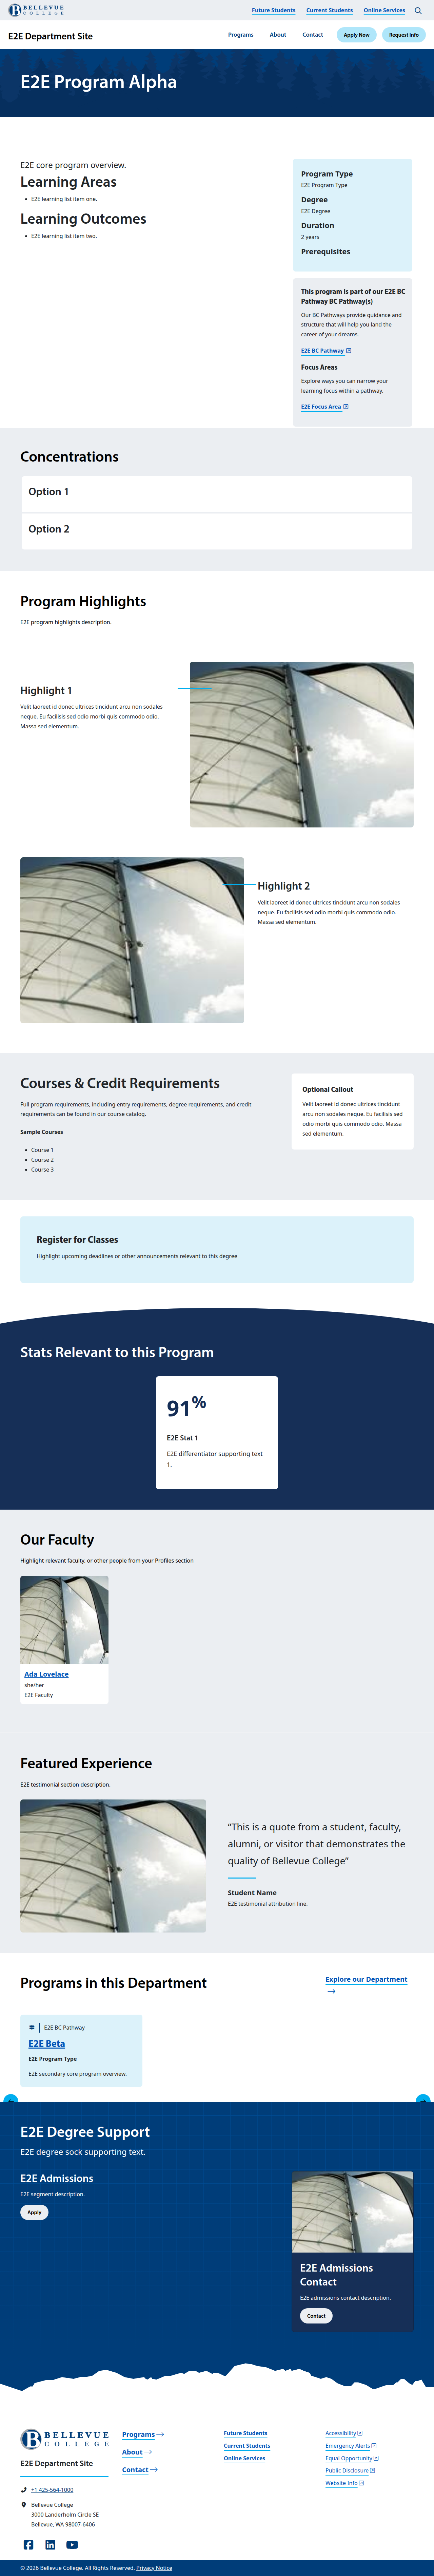 BELLEVUE
COLLEGE
Future Students
Current Students
Online Services
E2E Department Site
Programs
About
Contact
Apply Now
Request Info
E2E Program Alpha
E2E core program overview.
Learning Areas
E2E learning list item one.
Learning Outcomes
E2E learning list item two.
Program Type
E2E Program Type
Degree
E2E Degree
Duration
2 years
Prerequisites
This program is part of our E2E BC
Pathway BC Pathway(s)
Our BC Pathways provide guidance and
structure that will help you land the
career of your dreams.
E2E BC Pathway
Focus Areas
Explore ways you can narrow your
learning focus within a pathway.
E2E Focus Area
Concentrations
Option 1
Option 2
Program Highlights
E2E program highlights description.
Highlight 1
Velit laoreet id donec ultrices tincidunt arcu non sodales
neque. Eu facilisis sed odio morbi quis commodo odio.
Massa sed elementum.
Highlight 2
Velit laoreet id donec ultrices tincidunt arcu non sodales
neque. Eu facilisis sed odio morbi quis commodo odio.
Massa sed elementum.
Courses & Credit Requirements
Full program requirements, including entry requirements, degree requirements, and credit
requirements can be found in our course catalog.
Sample Courses
Course 1
Course 2
Course 3
Optional Callout
Velit laoreet id donec ultrices tincidunt
arcu non sodales neque. Eu facilisis sed
odio morbi quis commodo odio. Massa
sed elementum.
Register for Classes
Highlight upcoming deadlines or other announcements relevant to this degree
Stats Relevant to this Program
91%
E2E Stat 1
E2E differentiator supporting text
1.
Our Faculty
Highlight relevant faculty, or other people from your Profiles section
Ada Lovelace
she/her
E2E Faculty
Featured Experience
E2E testimonial section description.
“This is a quote from a student, faculty,
alumni, or visitor that demonstrates the
quality of Bellevue College”
Student Name
E2E testimonial attribution line.
Programs in this Department
Explore our Department
E2E BC Pathway
E2E Beta
E2E Program Type
E2E secondary core program overview.
E2E Degree Support
E2E degree sock supporting text.
E2E Admissions
E2E segment description.
Apply
E2E Admissions
Contact
E2E admissions contact description.
Contact
BELLEVUE
COLLEGE
E2E Department Site
+1 425-564-1000
Bellevue College
3000 Landerholm Circle SE
Bellevue, WA 98007-6406
Programs
About
Contact
Future Students
Current Students
Online Services
Accessibility
Emergency Alerts
Equal Opportunity
Public Disclosure
Website Info
© 2026 Bellevue College. All Rights Reserved. Privacy Notice